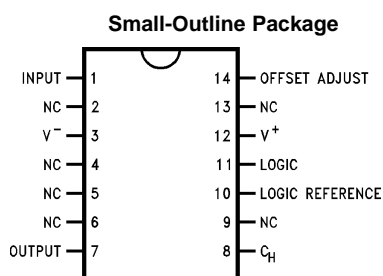 Small-Outline Package
INPUT 1 14 OFFSET ADJUST
NC 2 13 NC
V⁻ 3 12 V⁺
NC 4 11 LOGIC
NC 5 10 LOGIC REFERENCE
NC 6 9 NC
OUTPUT 7 8 C_H